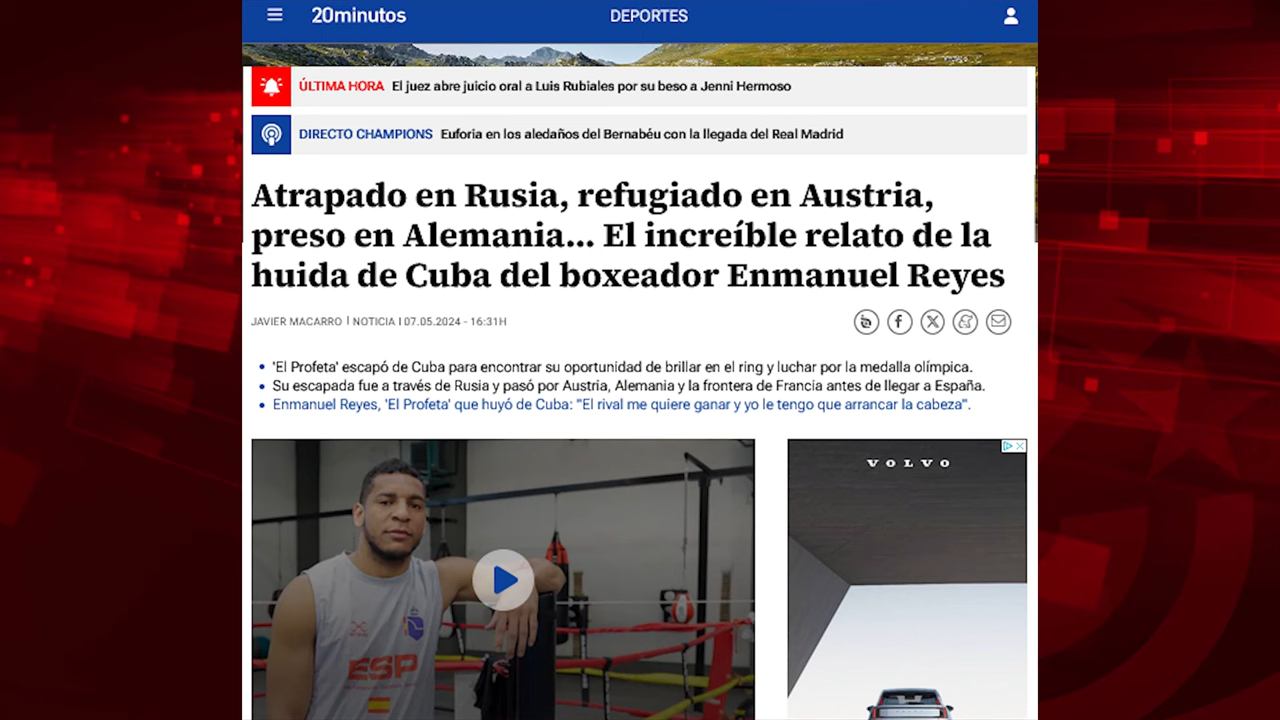 20minutos
DEPORTES
ÚLTIMA HORA El juez abre juicio oral a Luis Rubiales por su beso a Jenni Hermoso
DIRECTO CHAMPIONS Euforia en los aledaños del Bernabéu con la llegada del Real Madrid
Atrapado en Rusia, refugiado en Austria,
preso en Alemania... El increíble relato de la
huida de Cuba del boxeador Enmanuel Reyes
JAVIER MACARRO | NOTICIA | 07.05.2024 - 16:31H
'El Profeta' escapó de Cuba para encontrar su oportunidad de brillar en el ring y luchar por la medalla olímpica.
Su escapada fue a través de Rusia y pasó por Austria, Alemania y la frontera de Francia antes de llegar a España.
Enmanuel Reyes, 'El Profeta' que huyó de Cuba: "El rival me quiere ganar y yo le tengo que arrancar la cabeza".
VOLVO
ESP